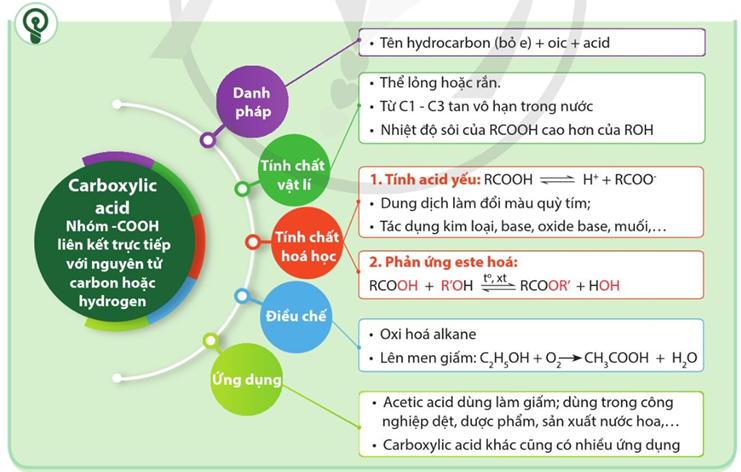 Carboxylic
acid
Nhóm -COOH
liên kết trực tiếp
với nguyên tử
carbon hoặc
hydrogen
Danh
pháp
• Tên hydrocarbon (bỏ e) + oic + acid
Tính chất
vật lí
• Thể lỏng hoặc rắn.
• Từ C1 - C3 tan vô hạn trong nước
• Nhiệt độ sôi của RCOOH cao hơn của ROH
Tính chất
hoá học
1. Tính acid yếu: RCOOH ⇌ H⁺ + RCOO⁻
• Dung dịch làm đổi màu quỳ tím;
• Tác dụng kim loại, base, oxide base, muối,...
2. Phản ứng este hoá:
t°, xt
RCOOH + R'OH ⇌ RCOOR' + HOH
Điều chế
• Oxi hoá alkane
• Lên men giấm: C₂H₅OH + O₂ → CH₃COOH + H₂O
Ứng dụng
• Acetic acid dùng làm giấm; dùng trong công
nghiệp dệt, dược phẩm, sản xuất nước hoa,...
• Carboxylic acid khác cũng có nhiều ứng dụng